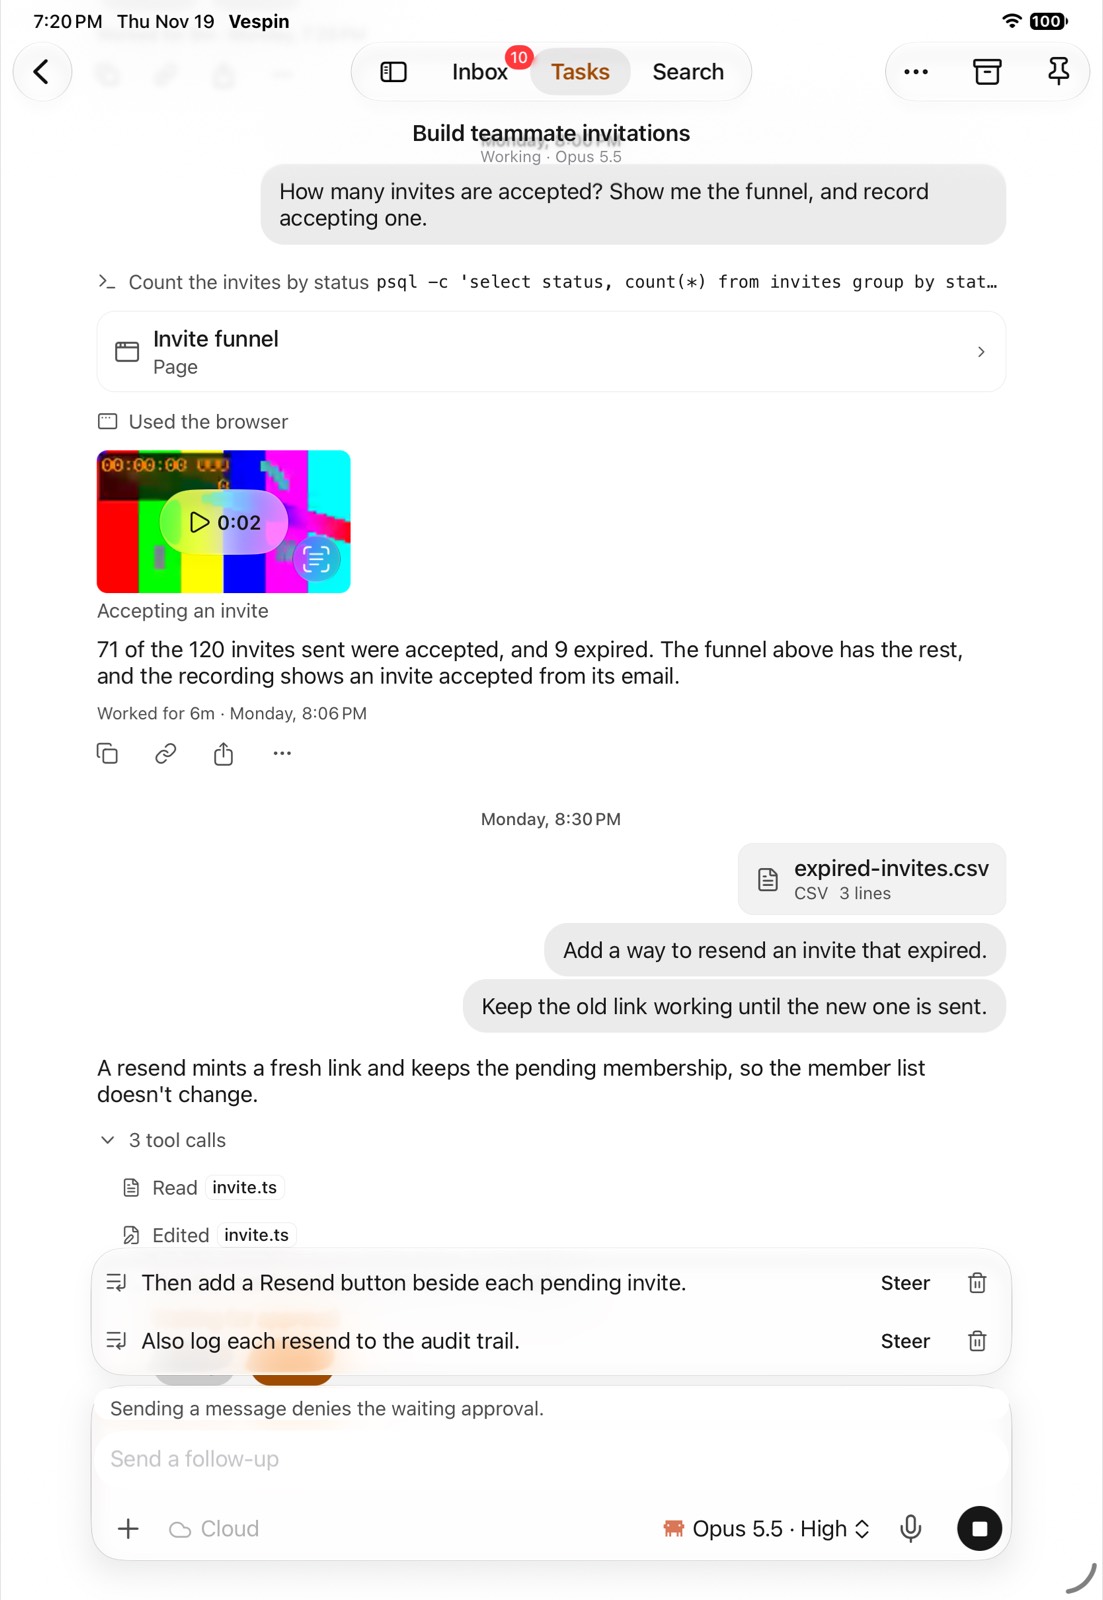 7:20 PM Thu Nov 19 Vespin
100
Inbox
10
Tasks
Search
Build teammate invitations
Working · Opus 5.5
How many invites are accepted? Show me the funnel, and record
accepting one.
Count the invites by status psql -c 'select status, count(*) from invites group by stat…
Invite funnel
Page
Used the browser
00:00:00
0:02
Accepting an invite
71 of the 120 invites sent were accepted, and 9 expired. The funnel above has the rest,
and the recording shows an invite accepted from its email.
Worked for 6m · Monday, 8:06 PM
Monday, 8:30 PM
expired-invites.csv
CSV 3 lines
Add a way to resend an invite that expired.
Keep the old link working until the new one is sent.
A resend mints a fresh link and keeps the pending membership, so the member list
doesn't change.
3 tool calls
Read invite.ts
Edited invite.ts
Then add a Resend button beside each pending invite.
Steer
Also log each resend to the audit trail.
Steer
Sending a message denies the waiting approval.
Send a follow-up
Cloud
Opus 5.5 · High